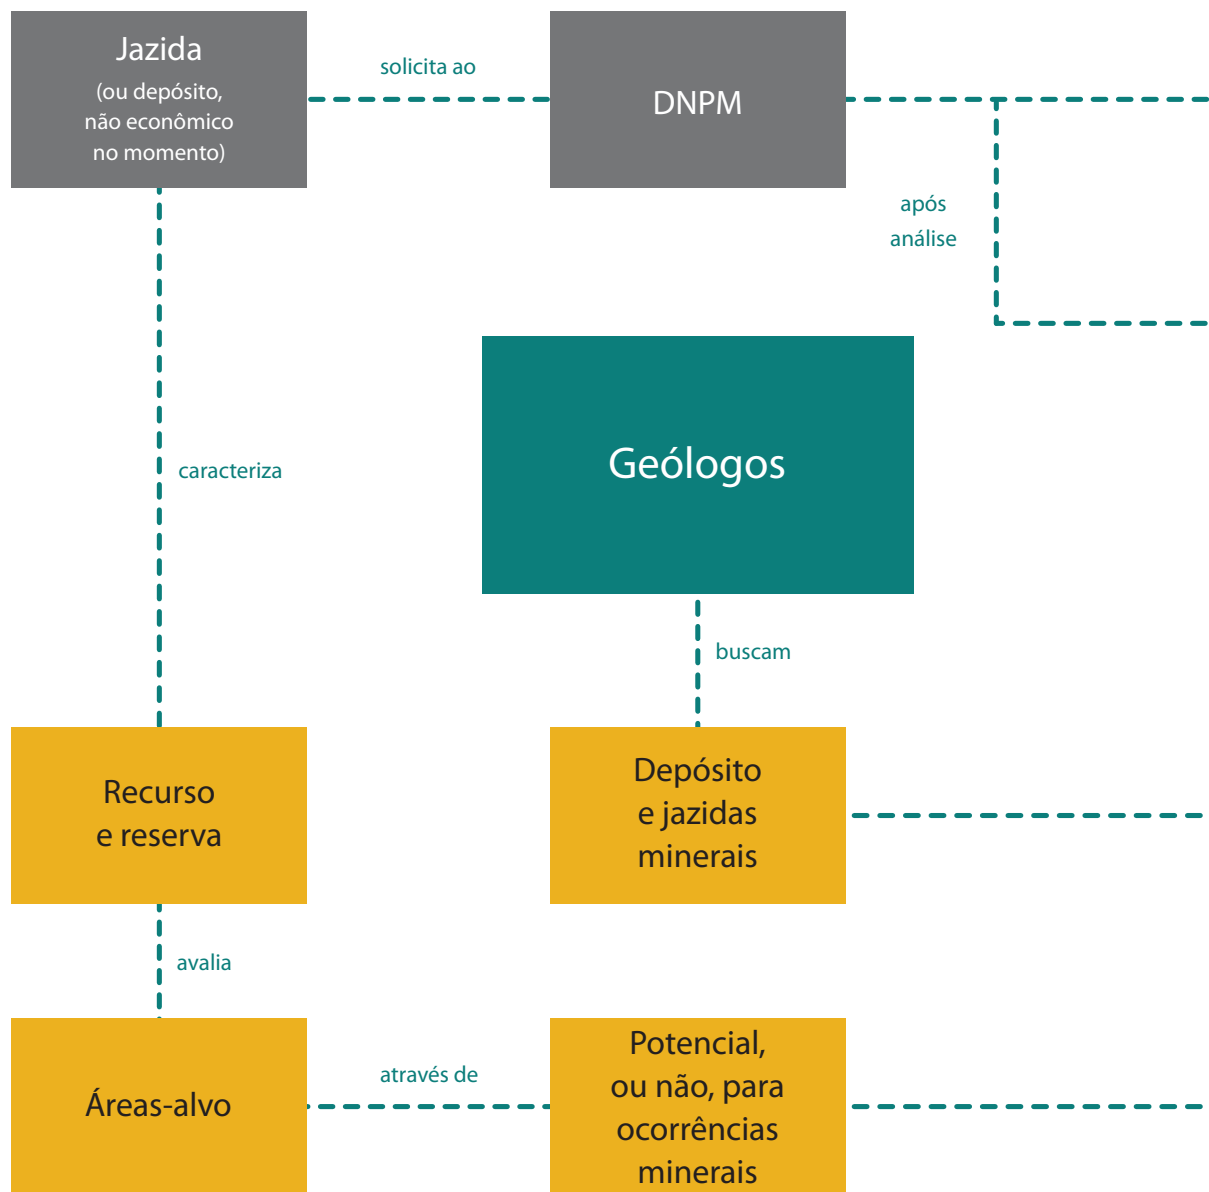 Jazida
(ou depósito,
não econômico
no momento)
solicita ao
DNPM
após
análise
Geólogos
caracteriza
buscam
Recurso
e reserva
Depósito
e jazidas
minerais
avalia
Áreas-alvo
através de
Potencial,
ou não, para
ocorrências
minerais